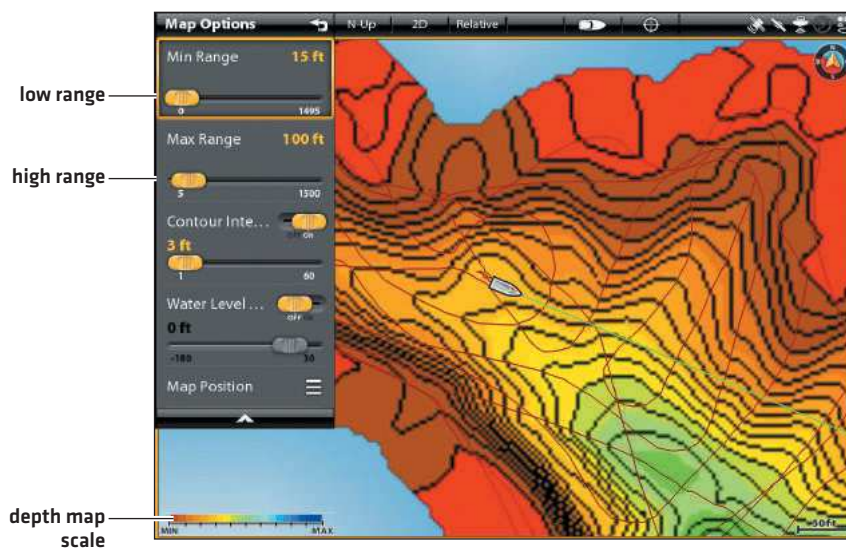 Map Options
N-Up
2D
Relative
N
S
Min Range 15 ft
0 1495
low range
Max Range 100 ft
high range
5 1500
Contour Inte...
ON
3 ft
1 60
Water Level ...
OFF
0 ft
-180 30
Map Position
depth map
scale
MIN MAX
50ft